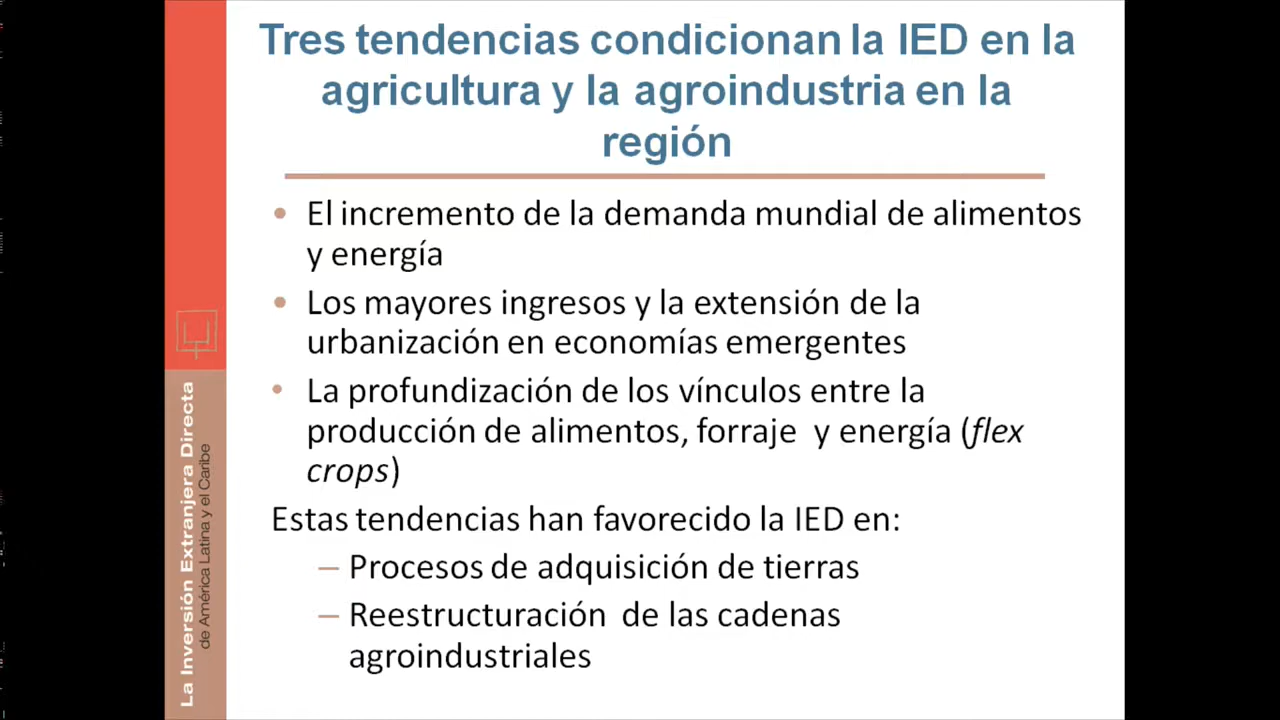 Tres tendencias condicionan la IED en la
agricultura y la agroindustria en la
región
• El incremento de la demanda mundial de alimentos
y energía
• Los mayores ingresos y la extensión de la
urbanización en economías emergentes
• La profundización de los vínculos entre la
producción de alimentos, forraje y energía (flex
crops)
Estas tendencias han favorecido la IED en:
– Procesos de adquisición de tierras
– Reestructuración de las cadenas
agroindustriales
La Inversión Extranjera Directa
de América Latina y el Caribe